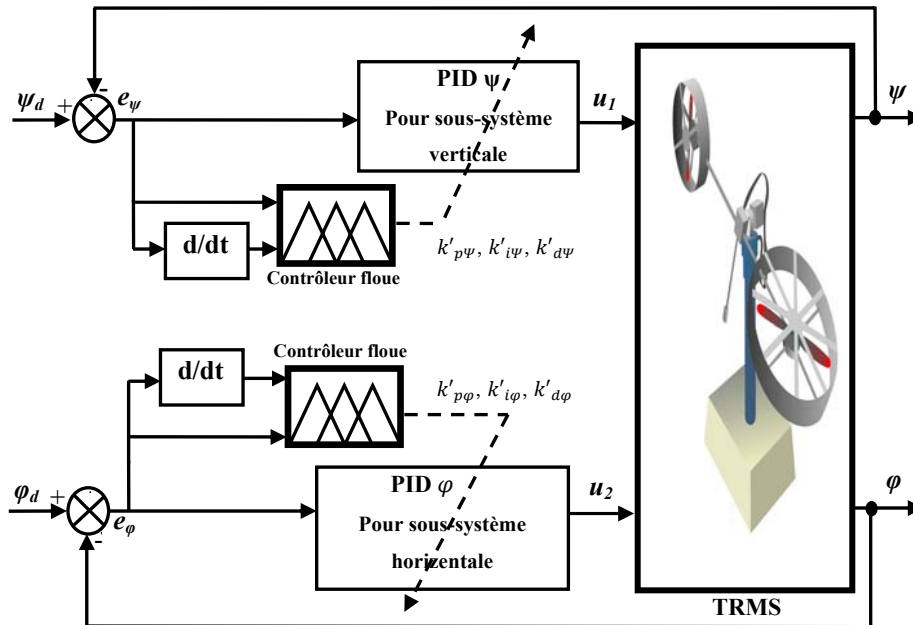 ψd
+
-
eψ
PID ψ
Pour sous-système
verticale
u1
ψ
d/dt
Contrôleur floue
k'pΨ, k'iΨ, k'dΨ
Contrôleur floue
d/dt
k'pφ, k'iφ, k'dφ
φd
+
-
eφ
PID φ
Pour sous-système
horizentale
u2
φ
TRMS